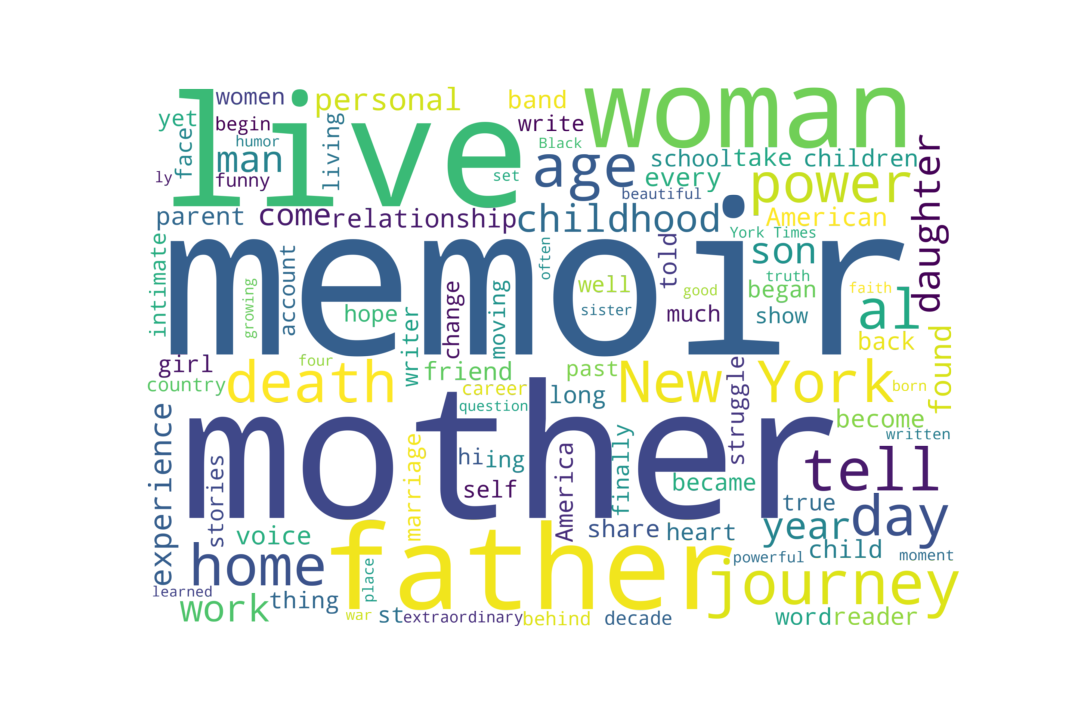 women
personal
band
live
woman
yet
face
begin
humor
man
funny
ly
living
write
Black
set
age
school
take
children
every
beautiful
power
daughter
parent
come
relationship
childhood
American
York Times
memoir
intimate
growing
account
hope
change
moving
often
well
sister
told
good
much
son
truth
began
show
faith
al
back
found
girl
country
four
death
writer
friend
career
question
past
long
New York
born
struggle
become
written
mother
experience
stories
marriage
hi
ing
self
America
finally
became
tell
true
year
day
voice
share
heart
child
powerful
moment
home
father
journey
learned
work
thing
place
war
st
extraordinary
behind
decade
word
reader